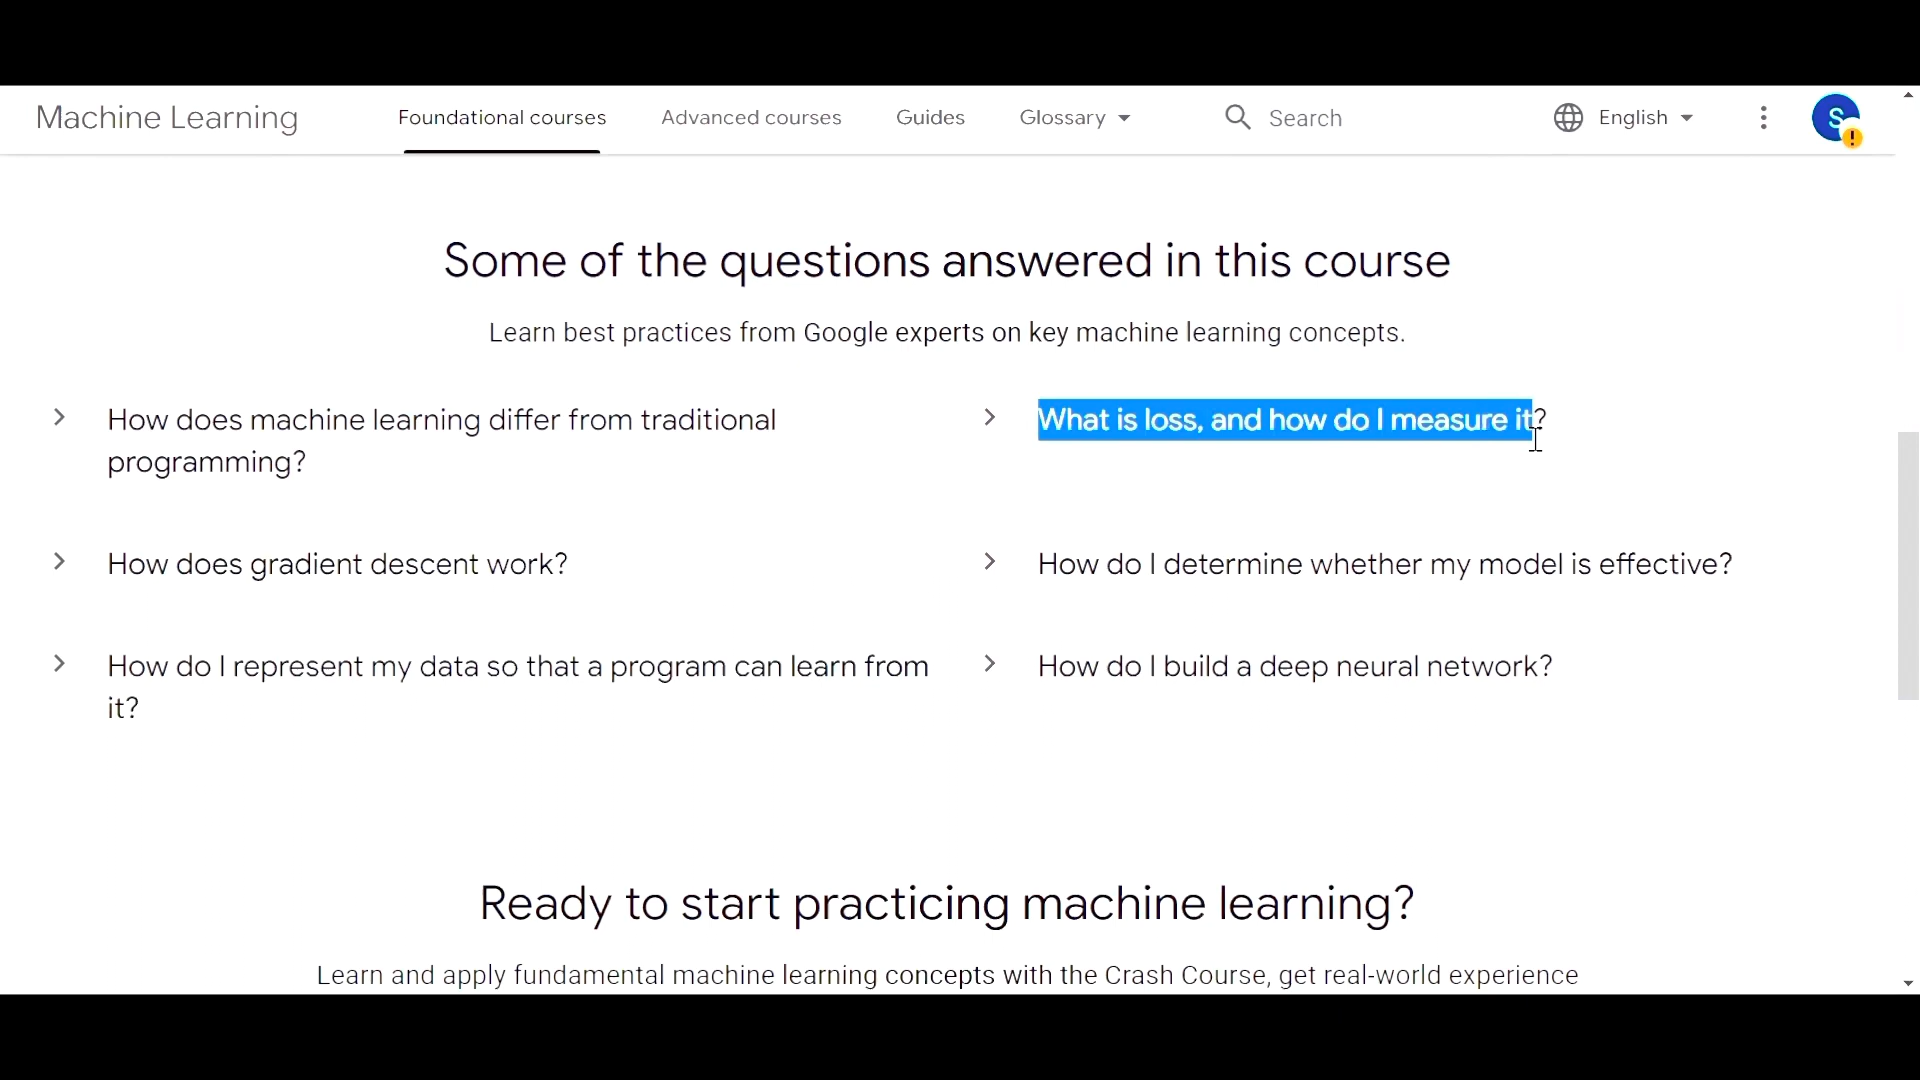 Machine Learning
Foundational courses
Advanced courses
Guides
Glossary
Search
English
S
Some of the questions answered in this course
Learn best practices from Google experts on key machine learning concepts.
How does machine learning differ from traditional
programming?
What is loss, and how do I measure it?
How does gradient descent work?
How do I determine whether my model is effective?
How do I represent my data so that a program can learn from
it?
How do I build a deep neural network?
Ready to start practicing machine learning?
Learn and apply fundamental machine learning concepts with the Crash Course, get real-world experience